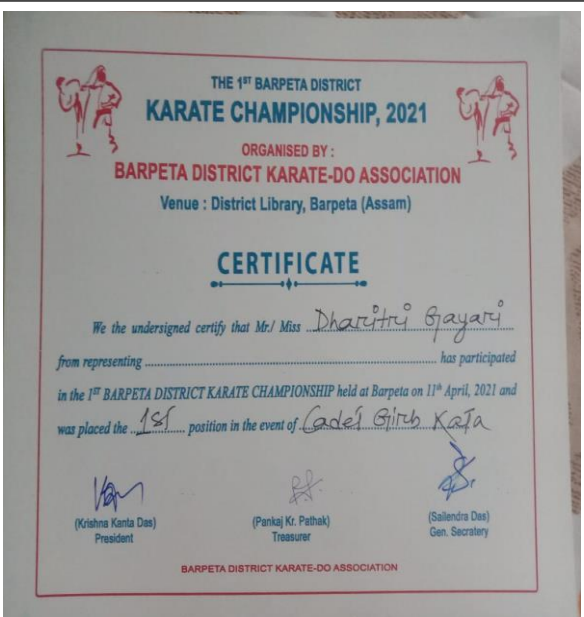 THE 1ST BARPETA DISTRICT
KARATE CHAMPIONSHIP, 2021
ORGANISED BY :
BARPETA DISTRICT KARATE-DO ASSOCIATION
Venue : District Library, Barpeta (Assam)
CERTIFICATE
We the undersigned certify that Mr./ Miss Dharitri Gayari
from representing ........................................ has participated
in the 1ST BARPETA DISTRICT KARATE CHAMPIONSHIP held at Barpeta on 11th April, 2021 and
was placed the 1st position in the event of Cadet Girls Kata
(Krishna Kanta Das)
President
(Pankaj Kr. Pathak)
Treasurer
(Sailendra Das)
Gen. Secratery
BARPETA DISTRICT KARATE-DO ASSOCIATION